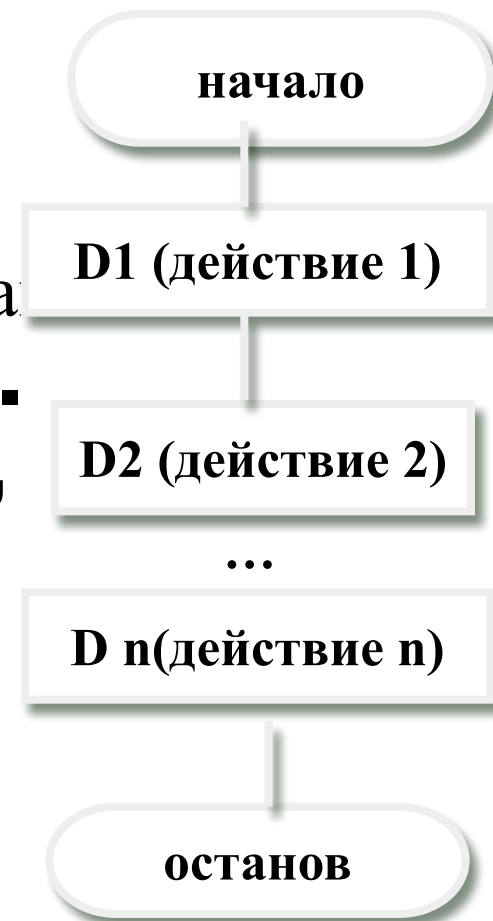 начало
D1 (действие 1)
D2 (действие 2)
...
D n(действие n)
останов